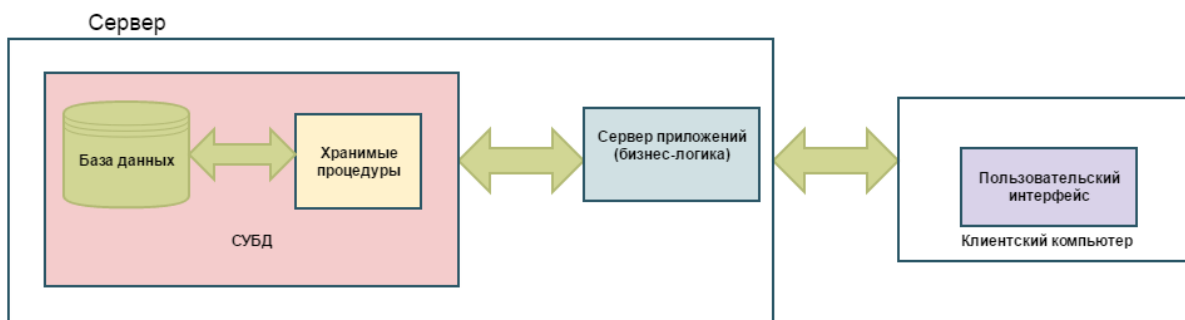 Сервер
База данных
Хранимые
процедуры
СУБД
Сервер приложений
(бизнес-логика)
Пользовательский
интерфейс
Клиентский компьютер